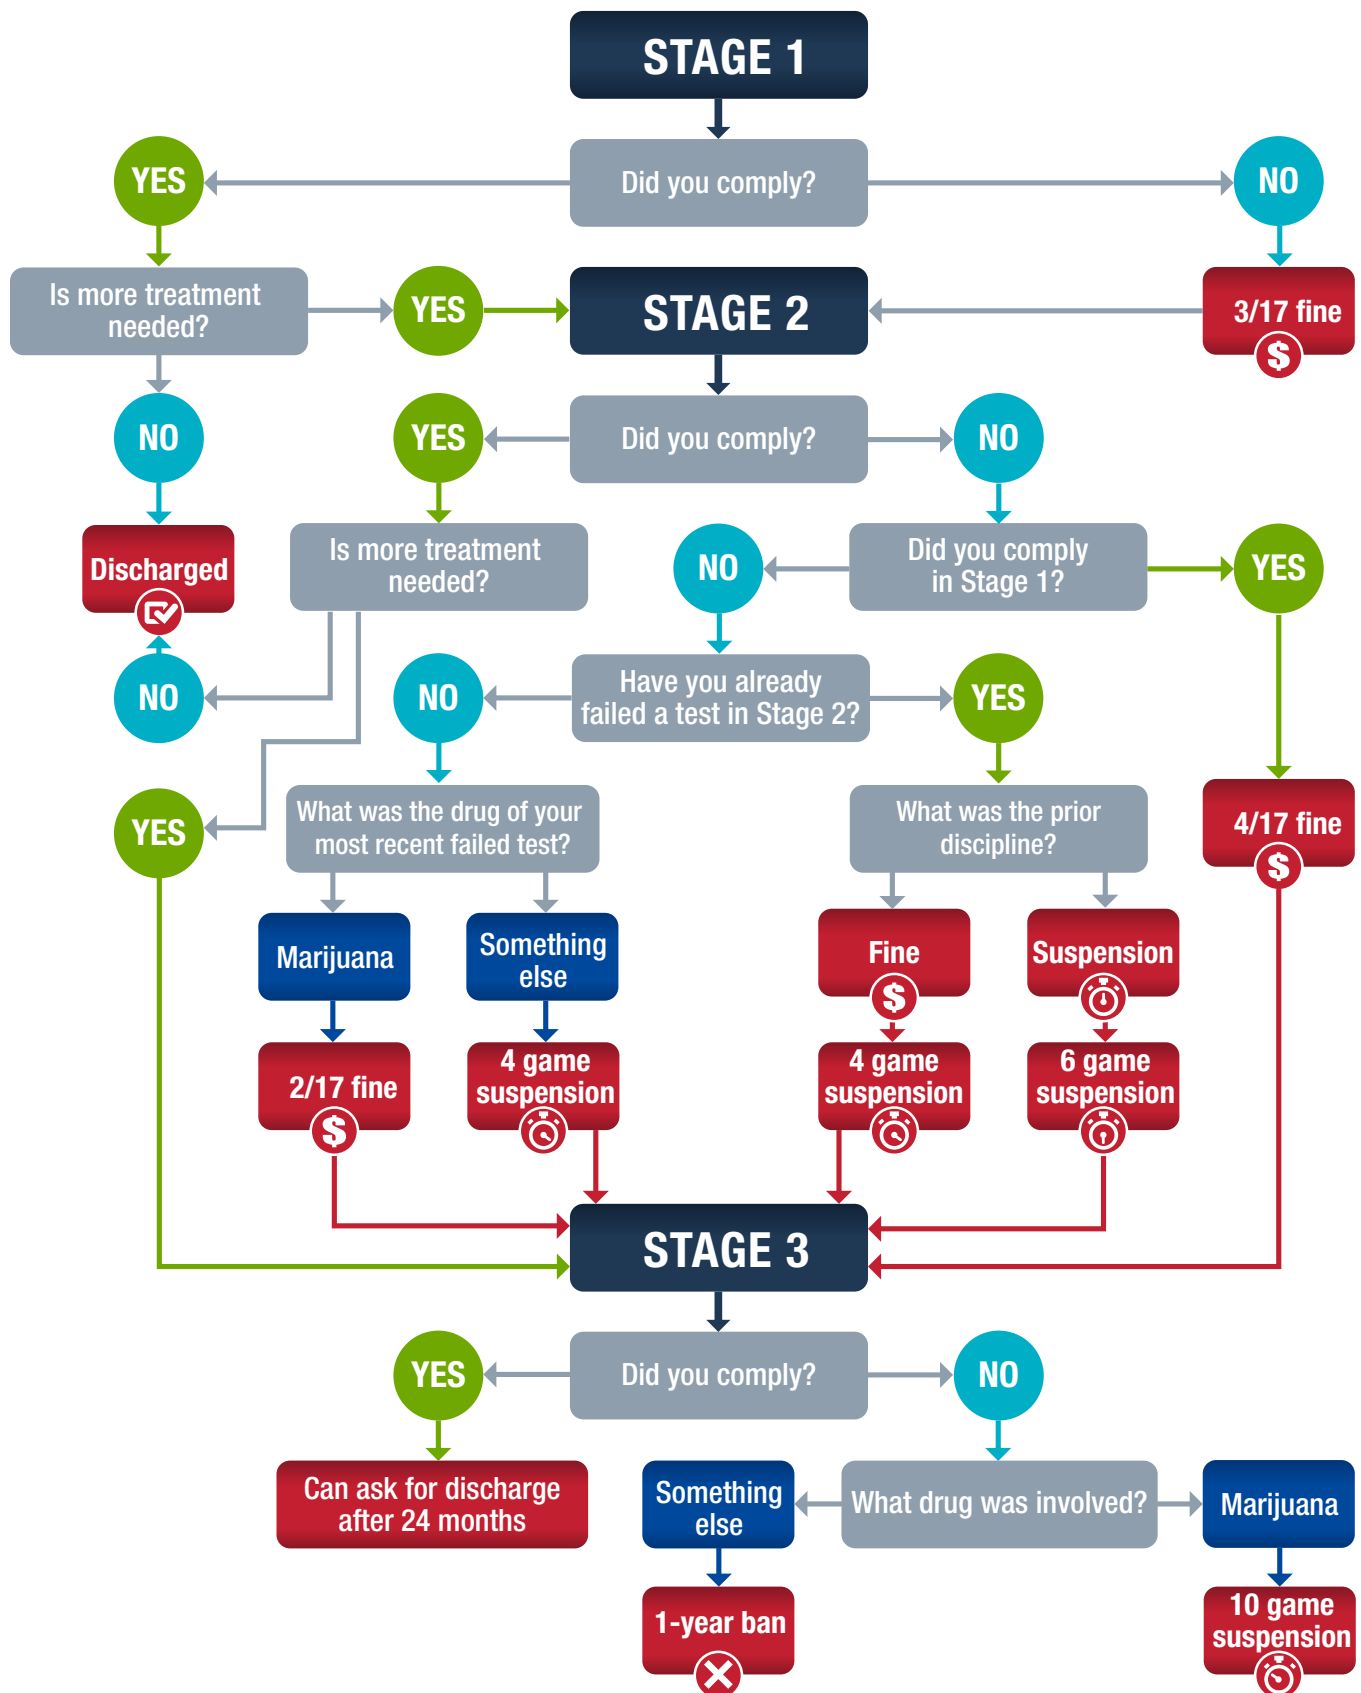 STAGE 1
YES
Did you comply?
NO
Is more treatment
needed?
YES
STAGE 2
3/17 fine
$
NO
YES
Did you comply?
NO
Discharged
Is more treatment
needed?
NO
Did you comply
in Stage 1?
YES
NO
NO
Have you already
failed a test in Stage 2?
YES
YES
What was the drug of your
most recent failed test?
What was the prior
discipline?
4/17 fine
$
Marijuana
Something
else
Fine
$
Suspension
2/17 fine
$
4 game
suspension
4 game
suspension
6 game
suspension
STAGE 3
YES
Did you comply?
NO
Can ask for discharge
after 24 months
Something
else
What drug was involved?
Marijuana
1-year ban
10 game
suspension